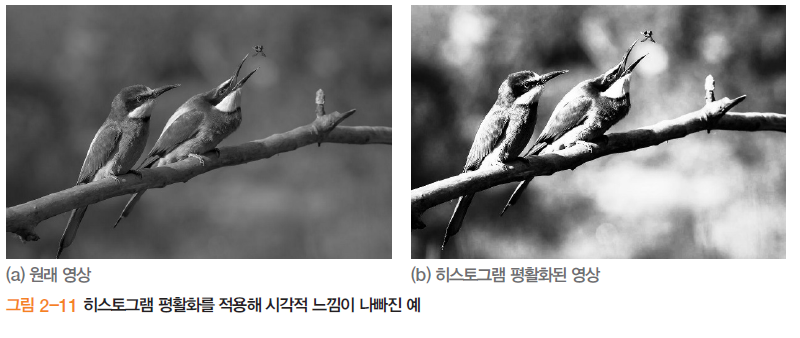 (a) 원래 영상
(b) 히스토그램 평활화된 영상
그림 2-11 히스토그램 평활화를 적용해 시각적 느낌이 나빠진 예